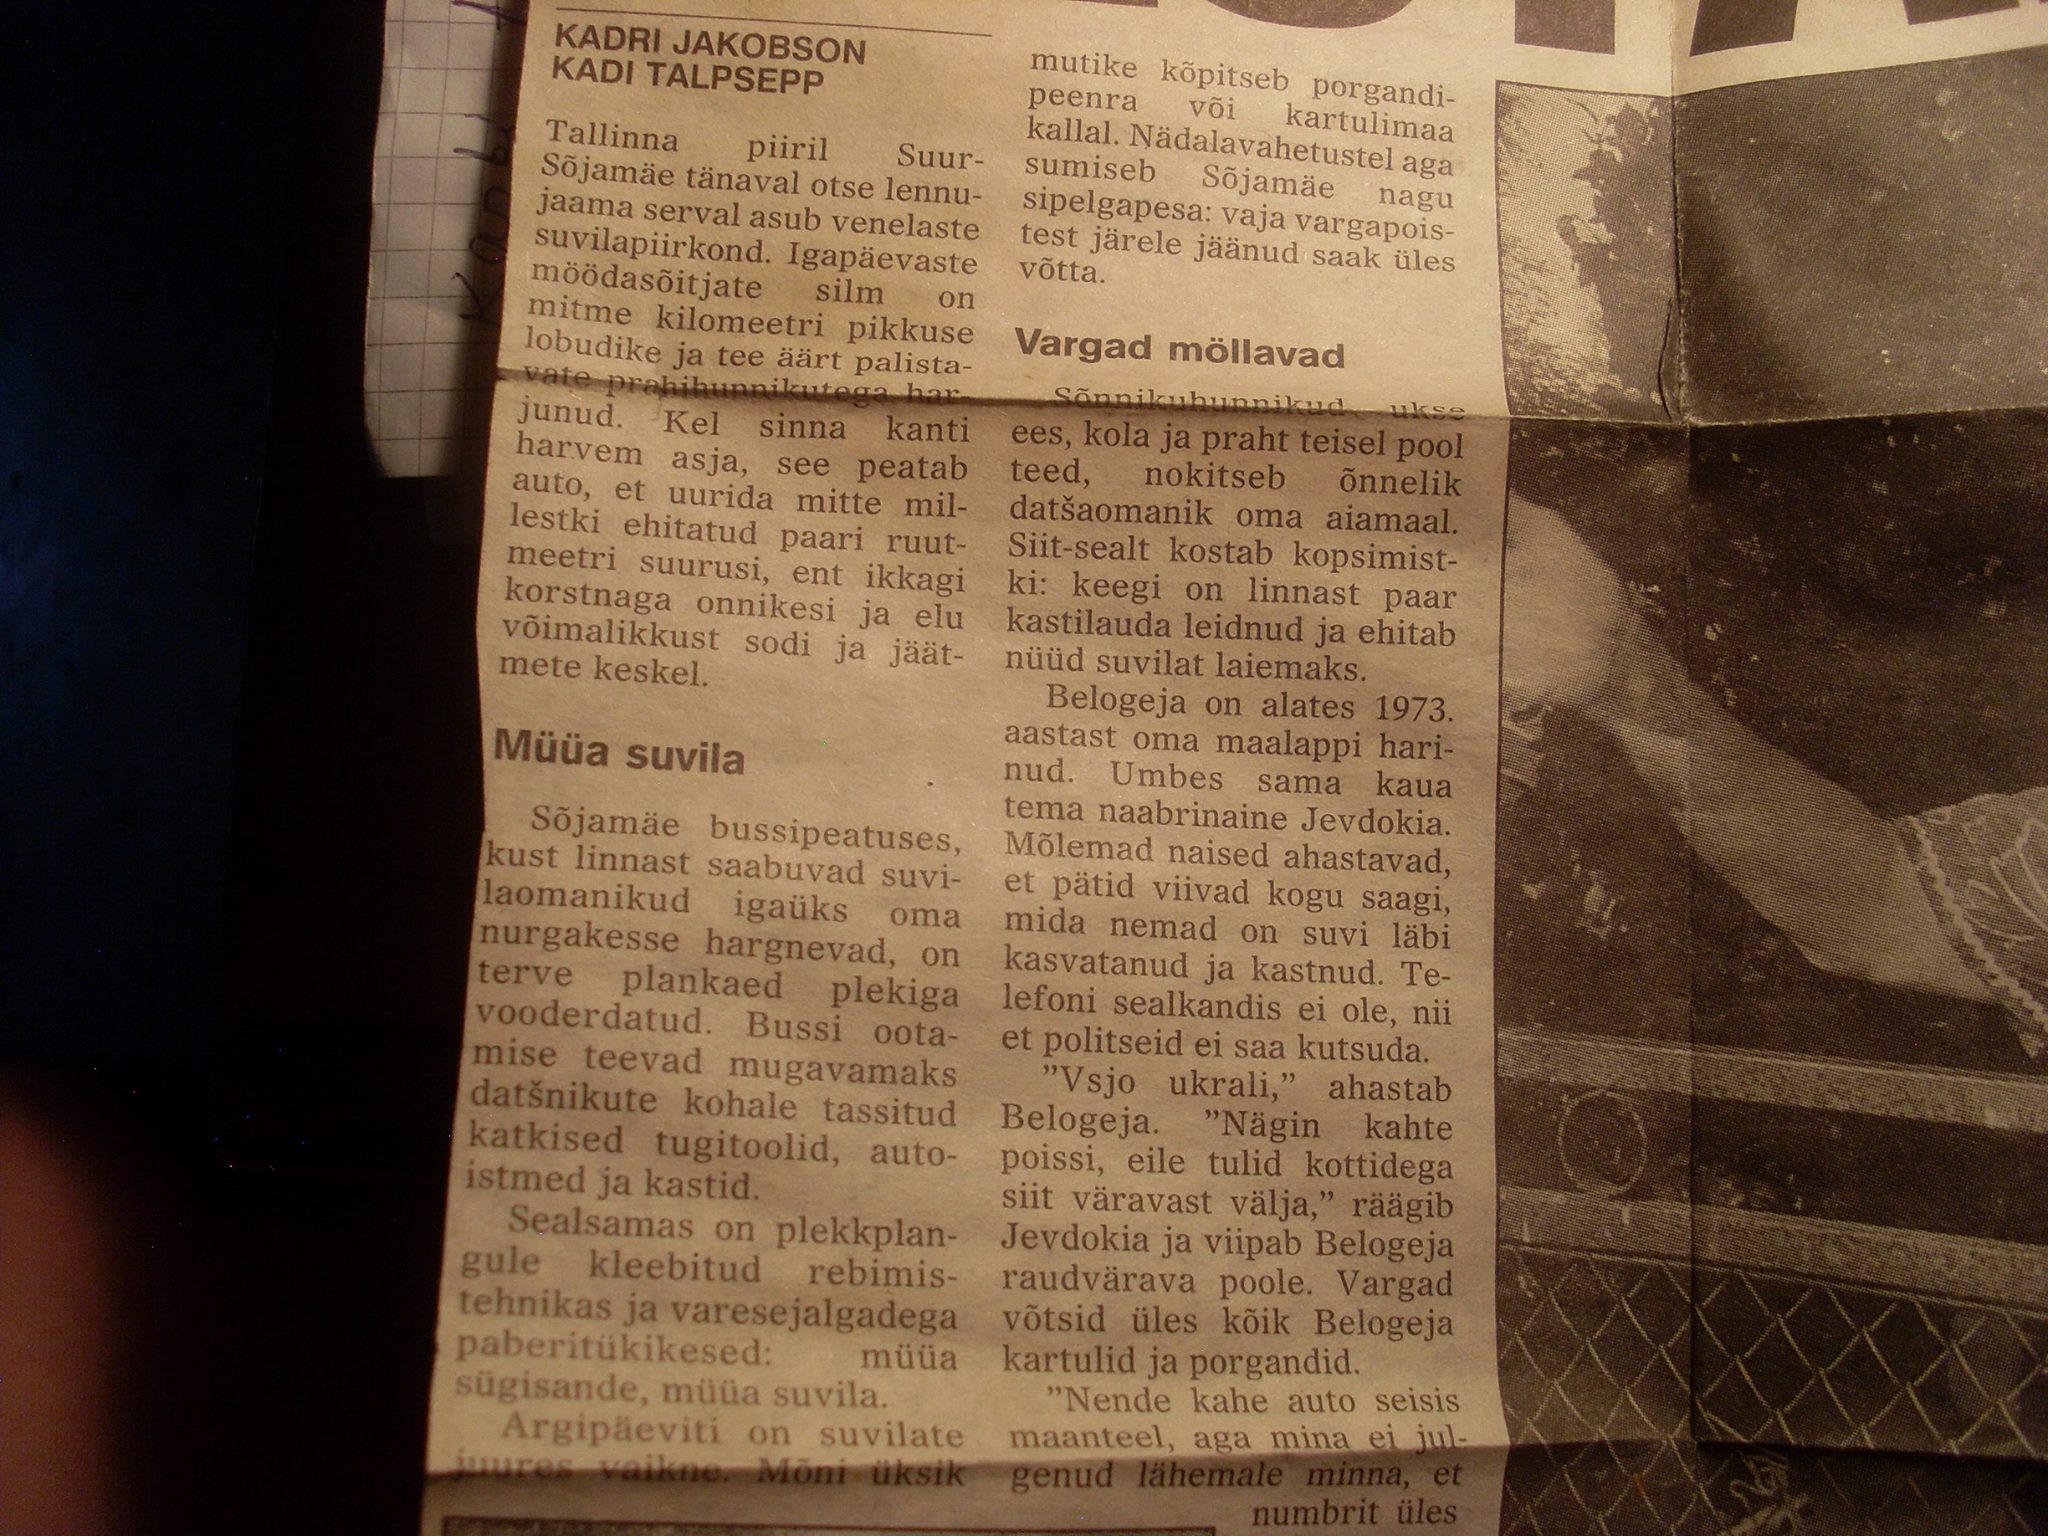 KADRI JAKOBSON
KADI TALPSEPP
Tallinna piiril Suur-
Sõjamäe tänaval otse lennu-
jaama serval asub venelaste
suvilapiirkond. Igapäevaste
möödasõitjate silm on
mitme kilomeetri pikkuse
lobudike ja tee äärt palista-
vate prahihunnikutega har-
junud. Kel sinna kanti
harvem asja, see peatab
auto, et uurida mitte mil-
lestki ehitatud paari ruut-
meetri suurusi, ent ikkagi
korstnaga onnikesi ja elu
võimalikkust sodi ja jäät-
mete keskel.
Müüa suvila
Sõjamäe bussipeatuses,
kust linnast saabuvad suvi-
laomanikud igaüks oma
nurgakesse hargnevad, on
terve plankaed plekiga
vooderdatud. Bussi oota-
mise teevad mugavamaks
datšnikute kohale tassitud
katkised tugitoolid, auto-
istmed ja kastid.
Sealsamas on plekkplan-
gule kleebitud rebimis-
tehnikas ja varesejalgadega
paberitükikesed: müüa
sügisande, müüa suvila.
Argipäeviti on suvilate
juures vaikne. Mõni üksik
mutike kõpitseb porgandi-
peenra või kartulimaa
kallal. Nädalavahetustel aga
sumiseb Sõjamäe nagu
sipelgapesa: vaja vargapois-
test järele jäänud saak üles
võtta.
Vargad möllavad
Sõnnikuhunnikud ukse
ees, kola ja praht teisel pool
teed, nokitseb õnnelik
datšaomanik oma aiamaal.
Siit-sealt kostab kopsimist-
ki: keegi on linnast paar
kastilauda leidnud ja ehitab
nüüd suvilat laiemaks.
Belogeja on alates 1973.
aastast oma maalappi hari-
nud. Umbes sama kaua
tema naabrinaine Jevdokia.
Mõlemad naised ahastavad,
et pätid viivad kogu saagi,
mida nemad on suvi läbi
kasvatanud ja kastnud. Te-
lefoni sealkandis ei ole, nii
et politseid ei saa kutsuda.
”Vsjo ukrali,” ahastab
Belogeja. ”Nägin kahte
poissi, eile tulid kottidega
siit väravast välja,” räägib
Jevdokia ja viipab Belogeja
raudvärava poole. Vargad
võtsid üles kõik Belogeja
kartulid ja porgandid.
”Nende kahe auto seisis
maanteel, aga mina ei jul-
genud lähemale minna, et
numbrit üles